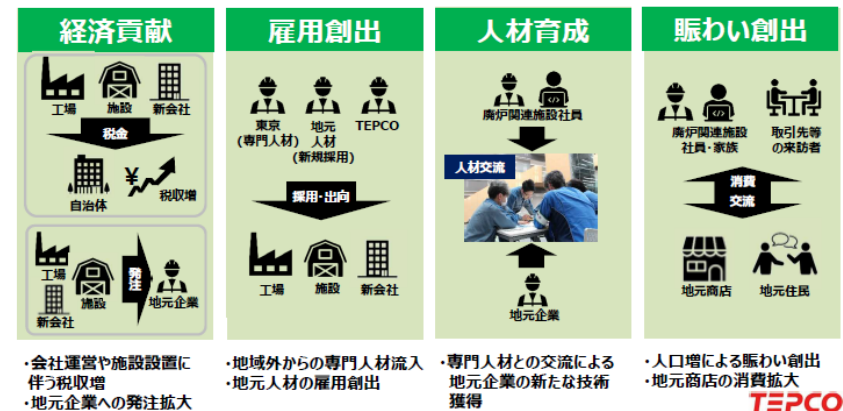 経済貢献
工場
施設
新会社
税金
自治体
¥
税収増
工場
施設
新会社
発注
地元企業
・会社運営や施設設置に
伴う税収増
・地元企業への発注拡大
雇用創出
東京
(専門人材)
地元
人材
(新規採用)
TEPCO
採用・出向
工場
施設
新会社
・地域外からの専門人材流入
・地元人材の雇用創出
人材育成
廃炉関連施設社員
人材交流
地元企業
・専門人材との交流による
地元企業の新たな技術
獲得
賑わい創出
廃炉関連施設
社員・家族
取引先等
の来訪者
消費
交流
地元商店
地元住民
・人口増による賑わい創出
・地元商店の消費拡大
TEPCO